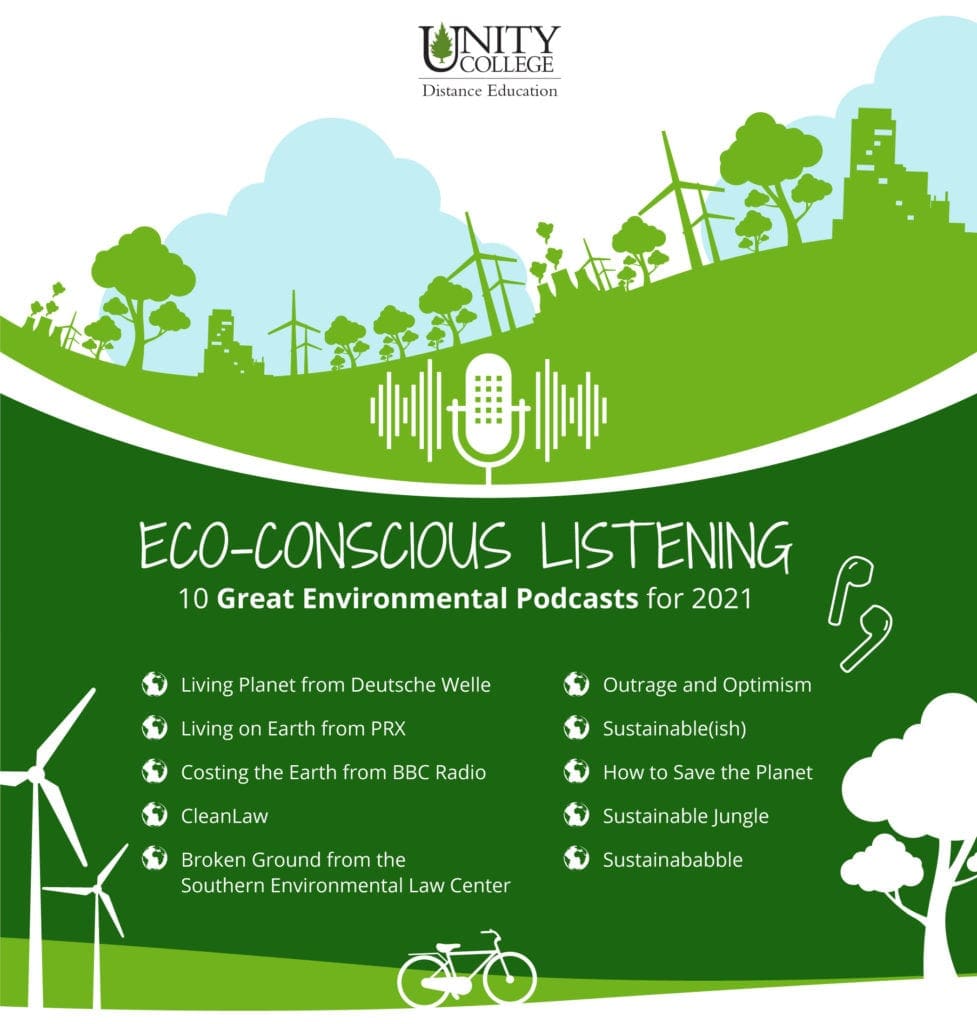 UNITY
COLLEGE
Distance Education
ECO-CONSCIOUS LISTENING
10 Great Environmental Podcasts for 2021
Living Planet from Deutsche Welle
Living on Earth from PRX
Costing the Earth from BBC Radio
CleanLaw
Broken Ground from the
Southern Environmental Law Center
Outrage and Optimism
Sustainable(ish)
How to Save the Planet
Sustainable Jungle
Sustainababble